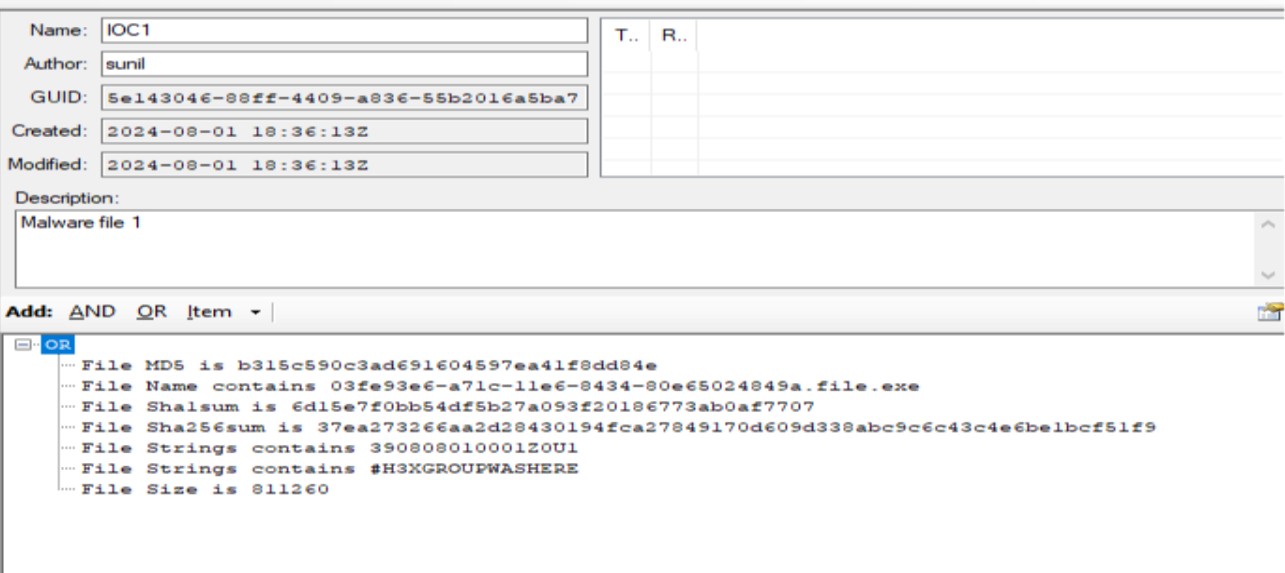 Name: IOC1
T.. R..
Author: sunil
GUID: 5e143046-88ff-4409-a836-55b2016a5ba7
Created: 2024-08-01 18:36:13Z
Modified: 2024-08-01 18:36:13Z
Description:
Malware file 1
Add: AND OR Item
OR
File MD5 is b315c590c3ad691604597ea41f8dd84e
File Name contains 03fe93e6-a71c-11e6-8434-80e65024849a.file.exe
File Sha1sum is 6d15e7f0bb54df5b27a093f20186773ab0af7707
File Sha256sum is 37ea273266aa2d28430194fca27849170d609d338abc9c6c43c4e6be1bcf51f9
File Strings contains 390808010001Z0U1
File Strings contains #H3XGROUPWASHERE
File Size is 811260